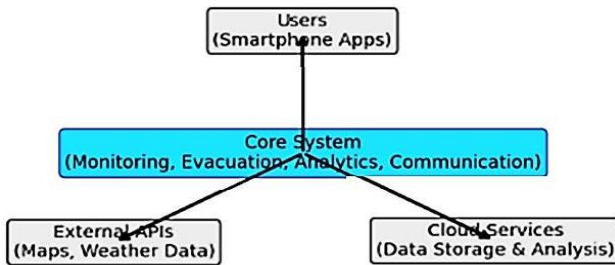 Users
(Smartphone Apps)
Core System
(Monitoring, Evacuation, Analytics, Communication)
External APIs
(Maps, Weather Data)
Cloud Services
(Data Storage & Analysis)